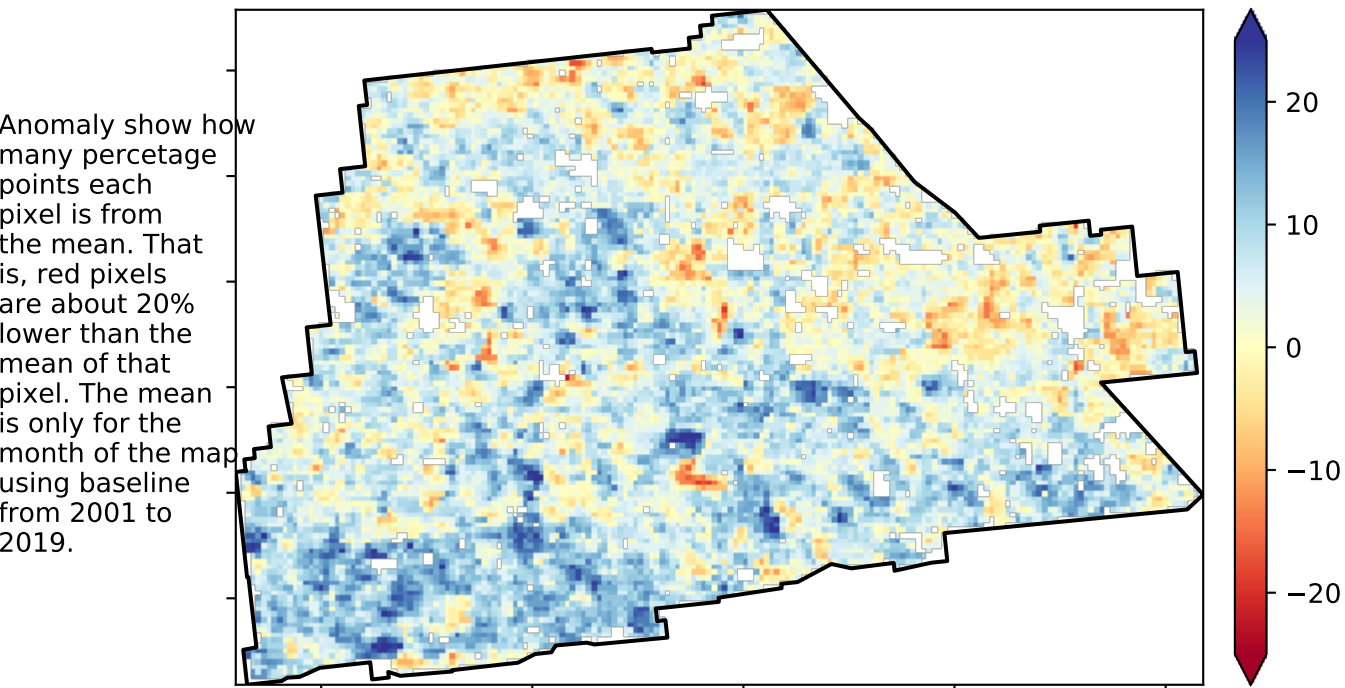 Anomaly show how
many percetage
points each
pixel is from
the mean. That
is, red pixels
are about 20%
lower than the
mean of that
pixel. The mean
is only for the
month of the map
using baseline
from 2001 to
2019.
20
10
0
−10
−20